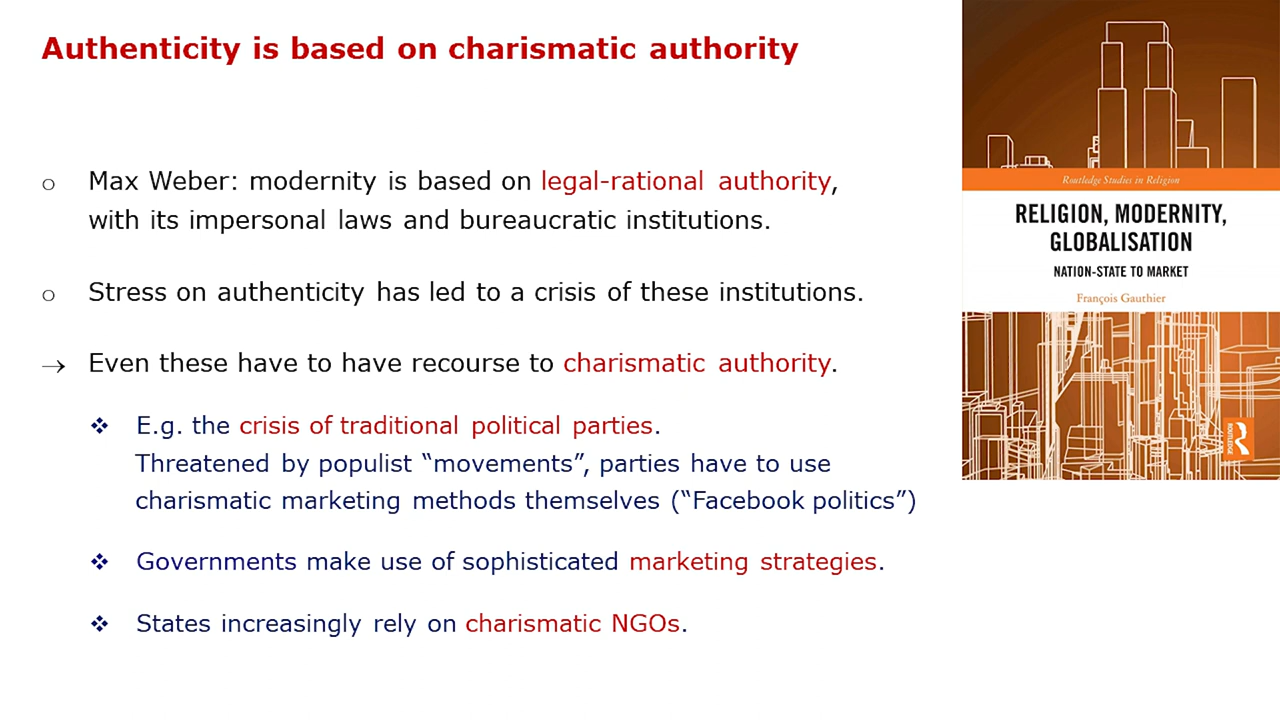 Authenticity is based on charismatic authority
o Max Weber: modernity is based on legal-rational authority,
with its impersonal laws and bureaucratic institutions.
o Stress on authenticity has led to a crisis of these institutions.
→ Even these have to have recourse to charismatic authority.
❖ E.g. the crisis of traditional political parties.
Threatened by populist “movements”, parties have to use
charismatic marketing methods themselves (“Facebook politics”)
❖ Governments make use of sophisticated marketing strategies.
❖ States increasingly rely on charismatic NGOs.
Routledge Studies in Religion
RELIGION, MODERNITY,
GLOBALISATION
NATION-STATE TO MARKET
François Gauthier
ROUTLEDGE